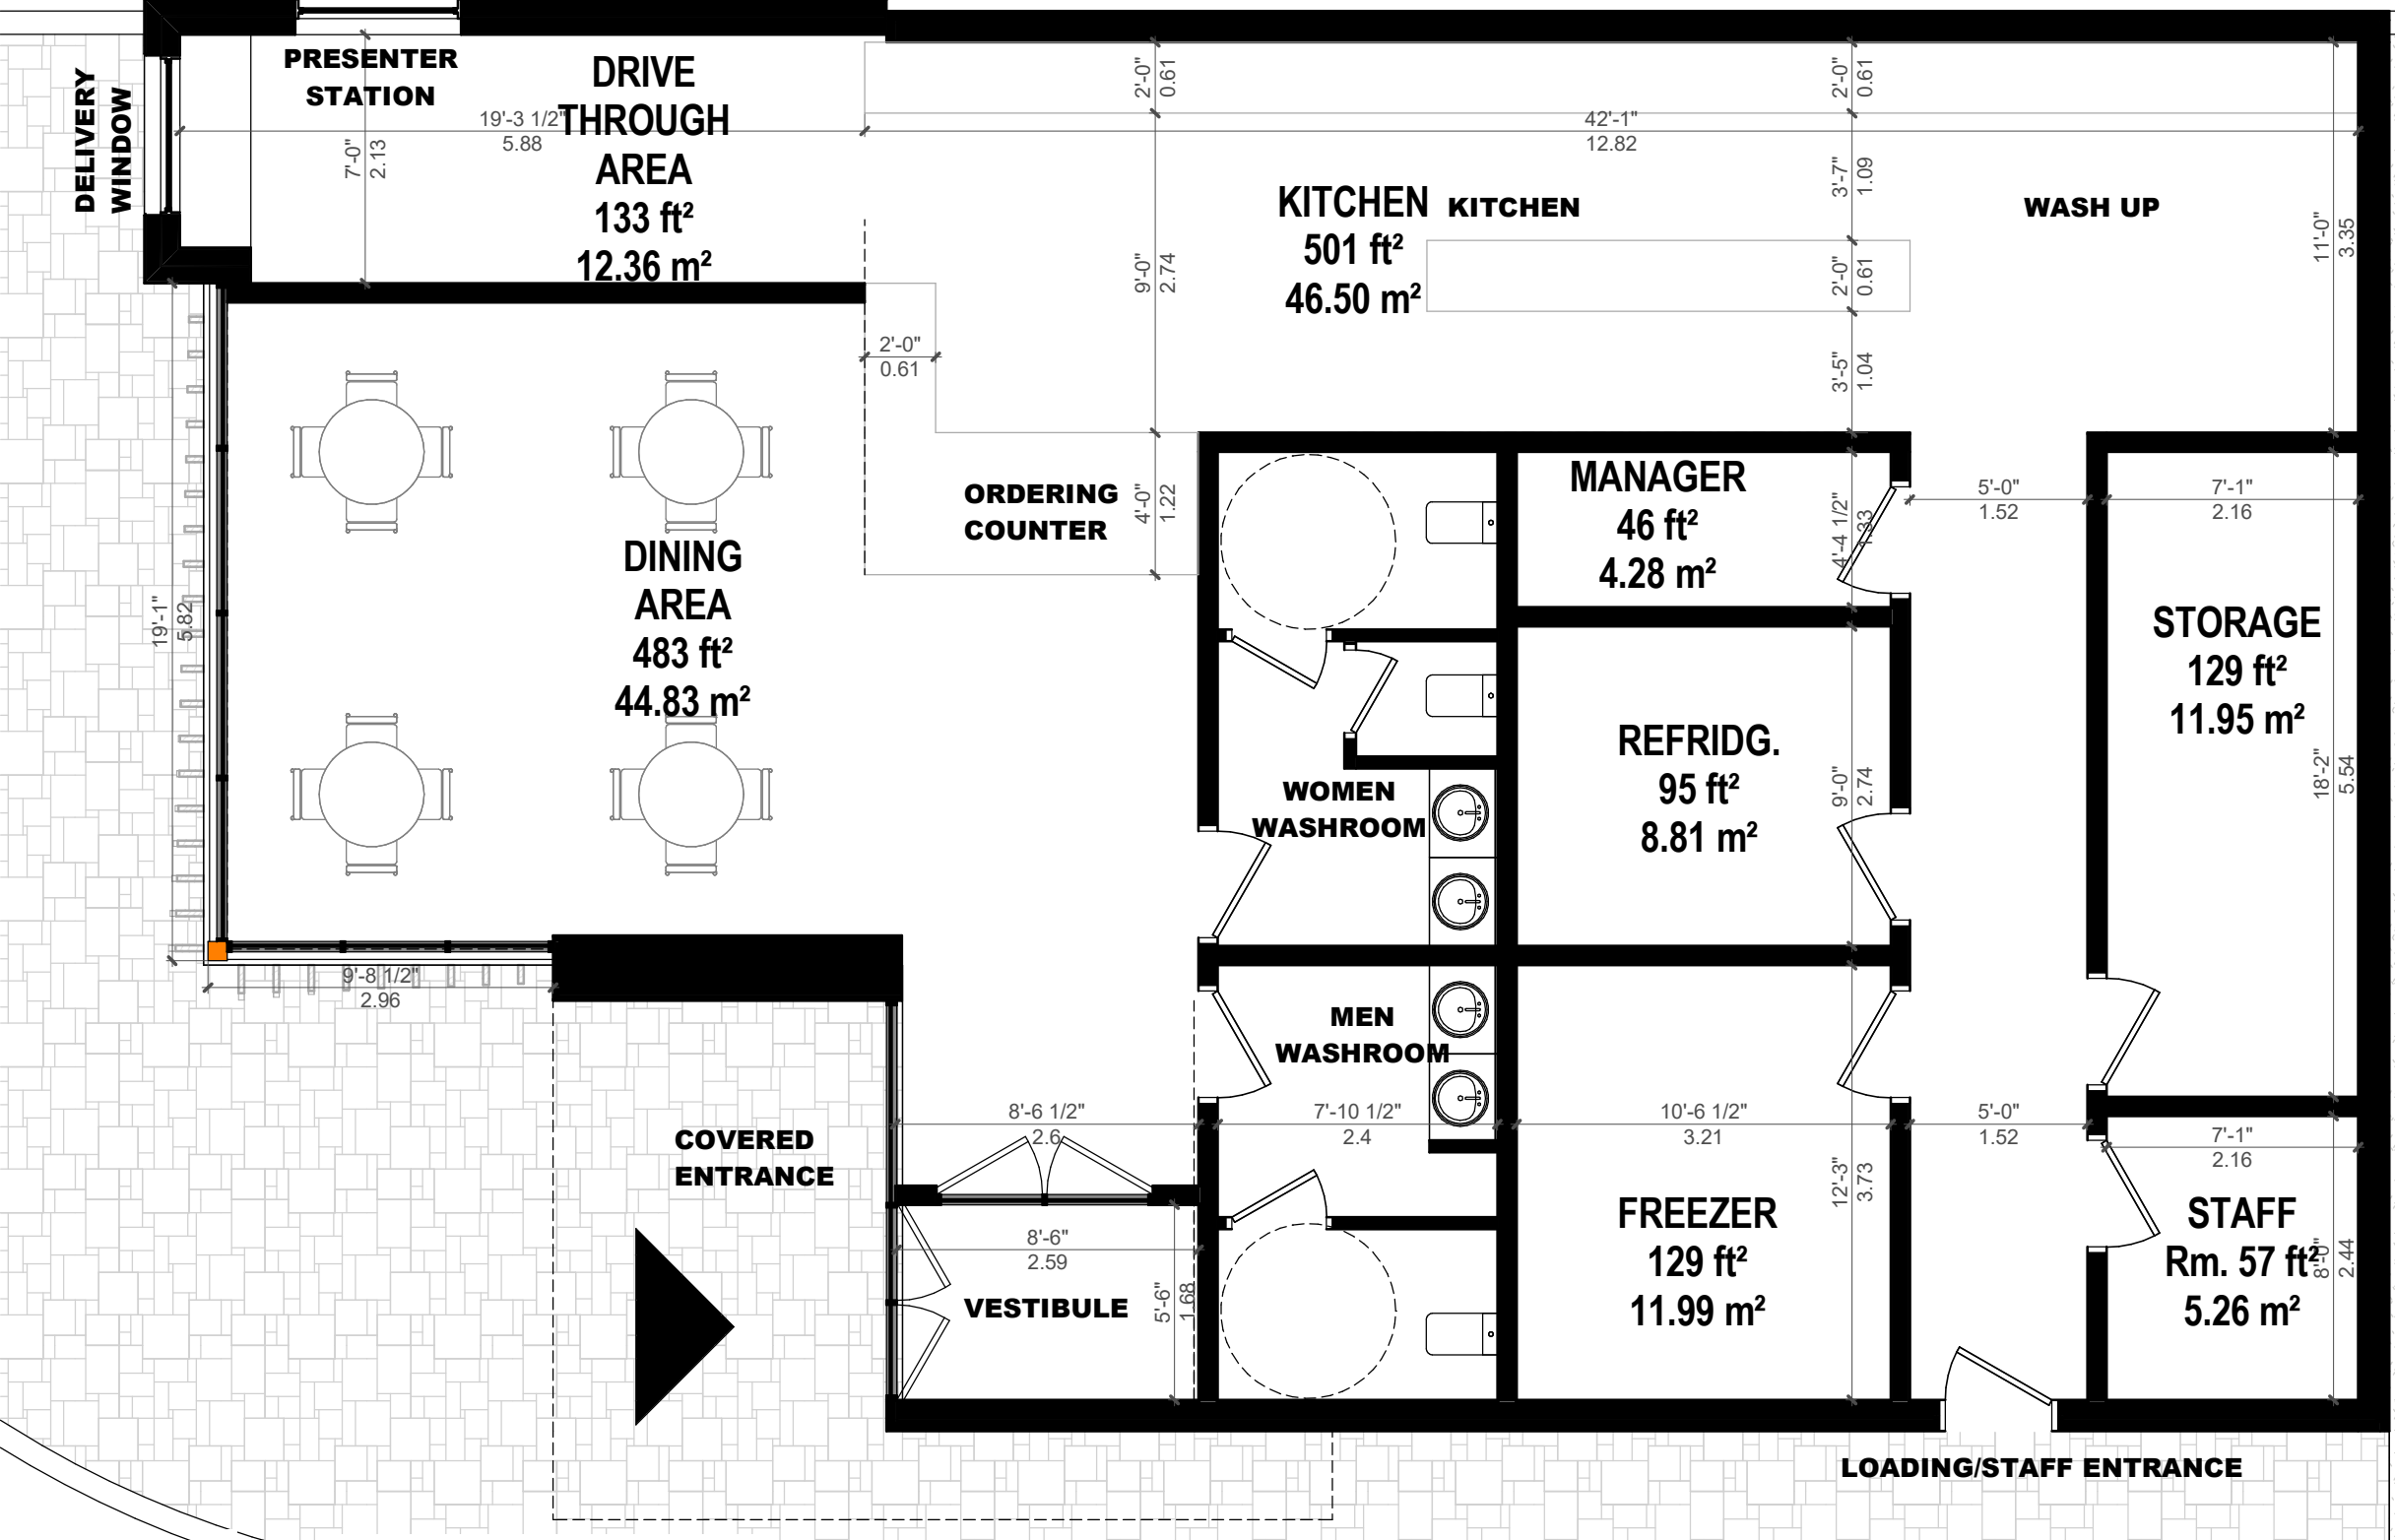 PRESENTER
STATION
DELIVERY
WINDOW
DRIVE
THROUGH
AREA
133 ft²
12.36 m²
19'-3 1/2"
5.88
7'-0"
2.13
2'-0"
0.61
42'-1"
12.82
2'-0"
0.61
3'-7"
1.09
KITCHEN
501 ft²
46.50 m²
KITCHEN
WASH UP
11'-0"
3.35
9'-0"
2.74
2'-0"
0.61
3'-5"
1.04
2'-0"
0.61
ORDERING
COUNTER
4'-0"
1.22
MANAGER
46 ft²
4.28 m²
4'-4 1/2"
1.33
5'-0"
1.52
7'-1"
2.16
DINING
AREA
483 ft²
44.83 m²
19'-1"
5.82
STORAGE
129 ft²
11.95 m²
18'-2"
5.54
REFRIDG.
95 ft²
8.81 m²
9'-0"
2.74
WOMEN
WASHROOM
9'-8 1/2"
2.96
MEN
WASHROOM
8'-6 1/2"
2.6
7'-10 1/2"
2.4
10'-6 1/2"
3.21
5'-0"
1.52
7'-1"
2.16
COVERED
ENTRANCE
12'-3"
3.73
FREEZER
129 ft²
11.99 m²
STAFF
Rm. 57 ft²
5.26 m²
8'-0"
2.44
8'-6"
2.59
VESTIBULE
5'-6"
1.68
LOADING/STAFF ENTRANCE